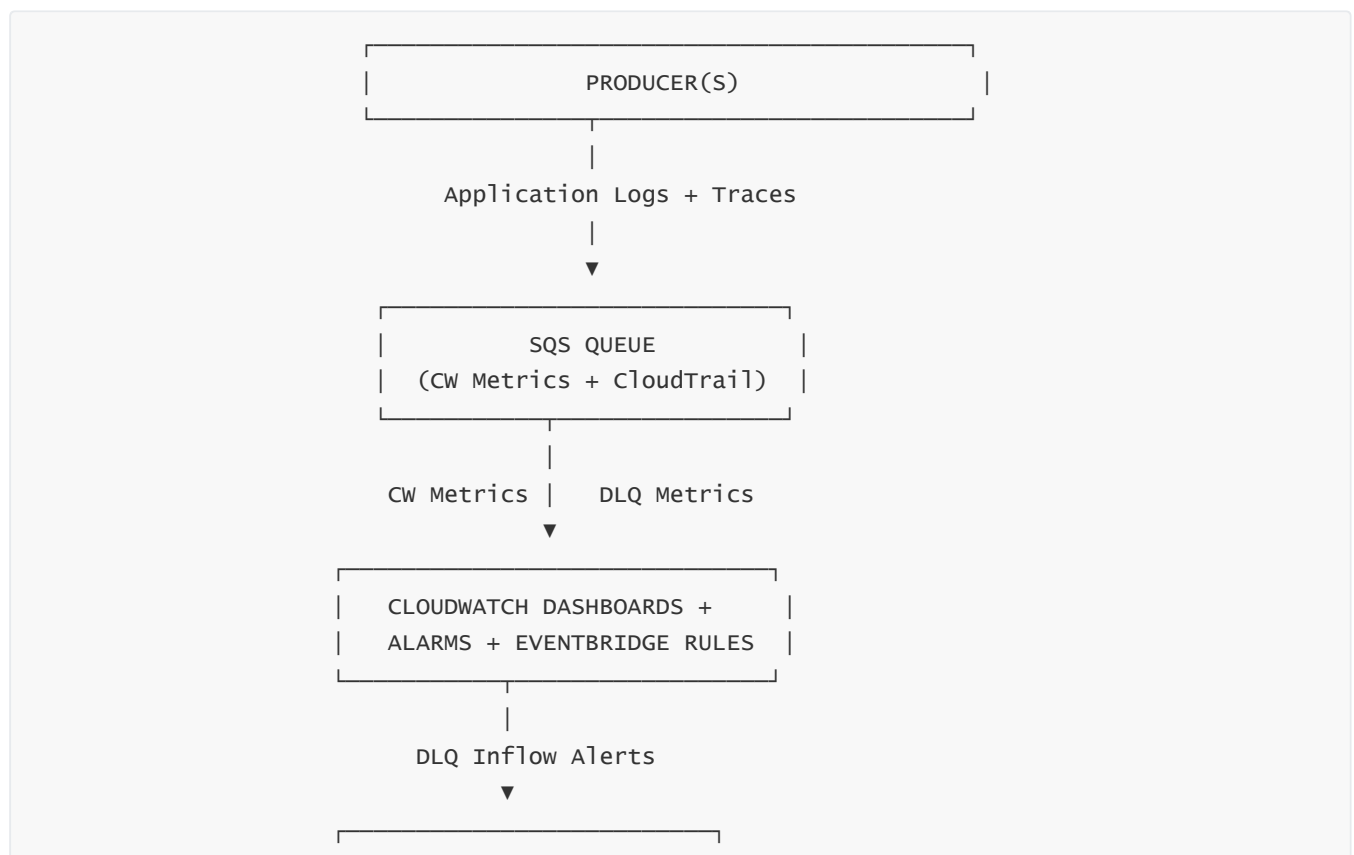 PRODUCER(S)
Application Logs + Traces
SQS QUEUE
(CW Metrics + CloudTrail)
CW Metrics | DLQ Metrics
CLOUDWATCH DASHBOARDS +
ALARMS + EVENTBRIDGE RULES
DLQ Inflow Alerts